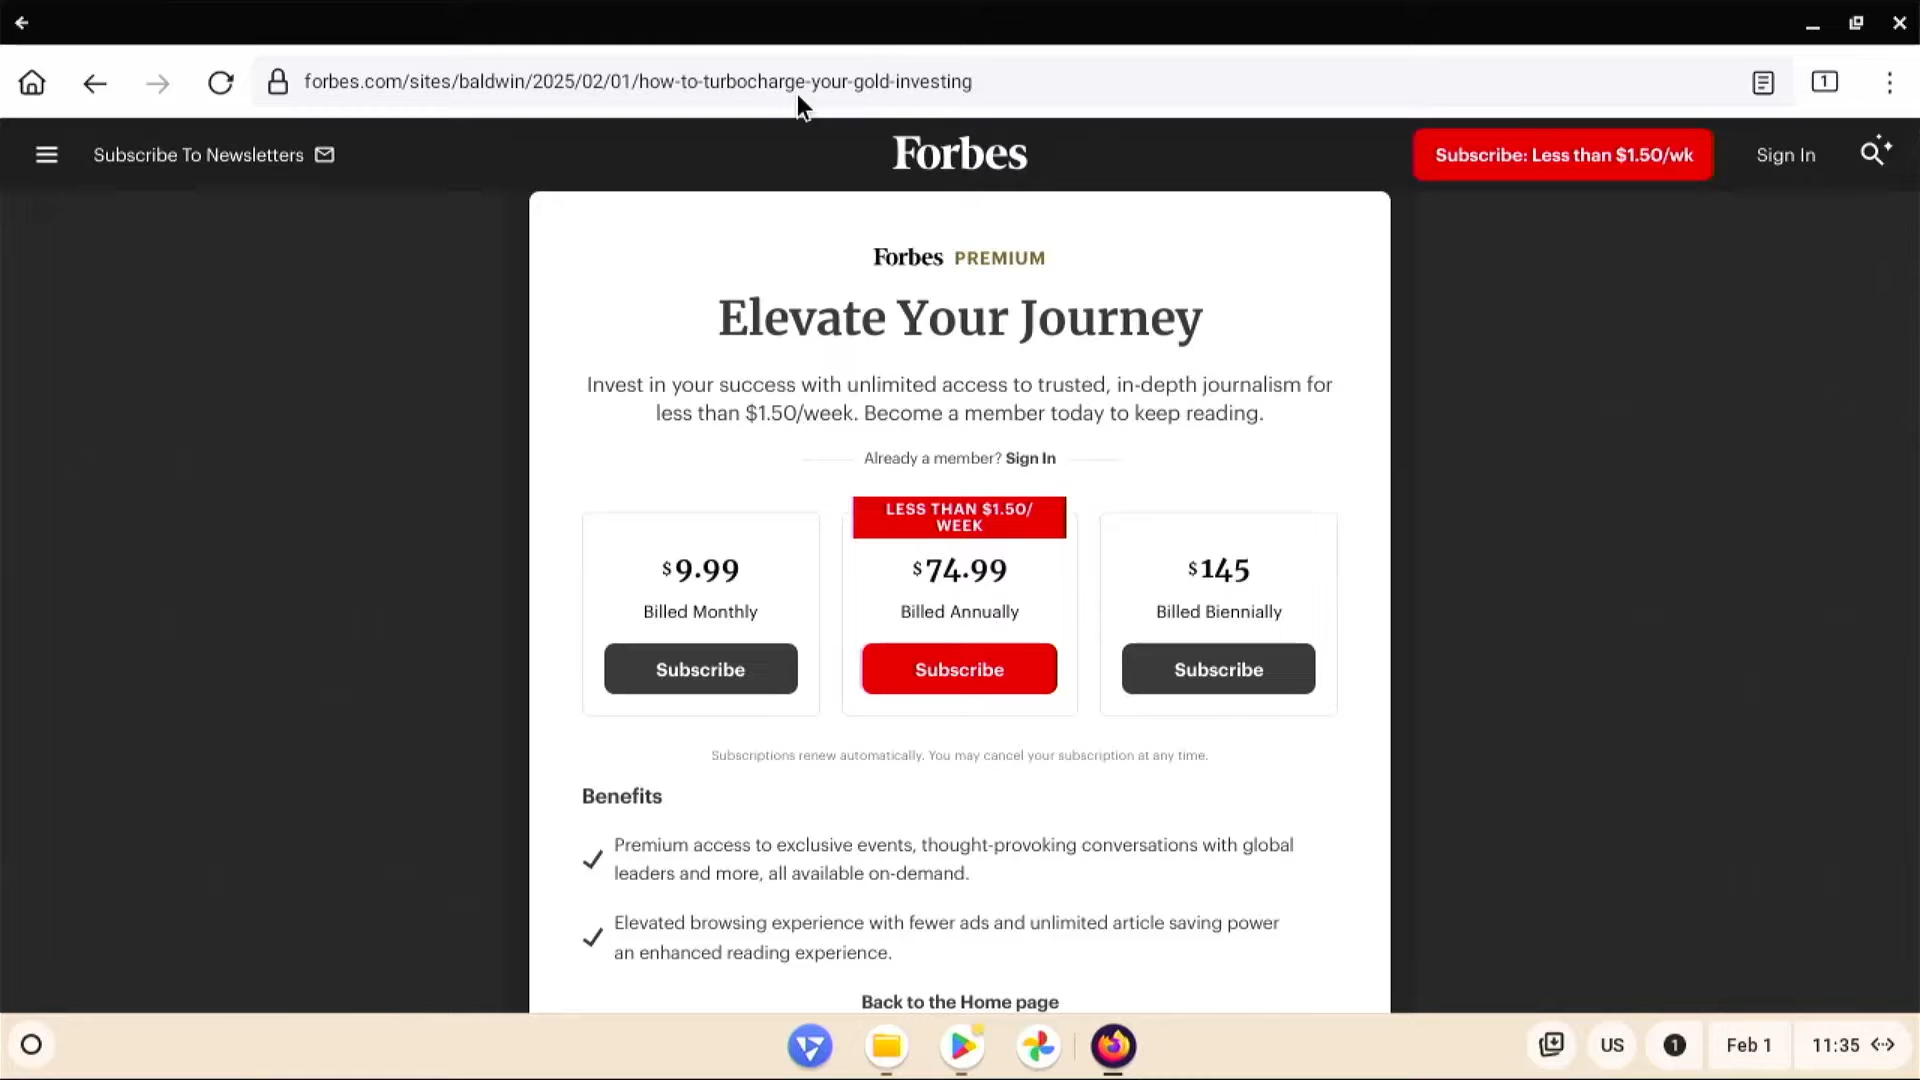 forbes.com/sites/baldwin/2025/02/01/how-to-turbocharge-your-gold-investing
1
Subscribe To Newsletters
Forbes
Subscribe: Less than $1.50/wk
Sign In
Forbes PREMIUM
Elevate Your Journey
Invest in your success with unlimited access to trusted, in-depth journalism for
less than $1.50/week. Become a member today to keep reading.
Already a member? Sign In
LESS THAN $1.50/
WEEK
$9.99
Billed Monthly
Subscribe
$74.99
Billed Annually
Subscribe
$145
Billed Biennially
Subscribe
Subscriptions renew automatically. You may cancel your subscription at any time.
Benefits
Premium access to exclusive events, thought-provoking conversations with global
leaders and more, all available on-demand.
Elevated browsing experience with fewer ads and unlimited article saving power
an enhanced reading experience.
Back to the Home page
US
1
Feb 1
11:35